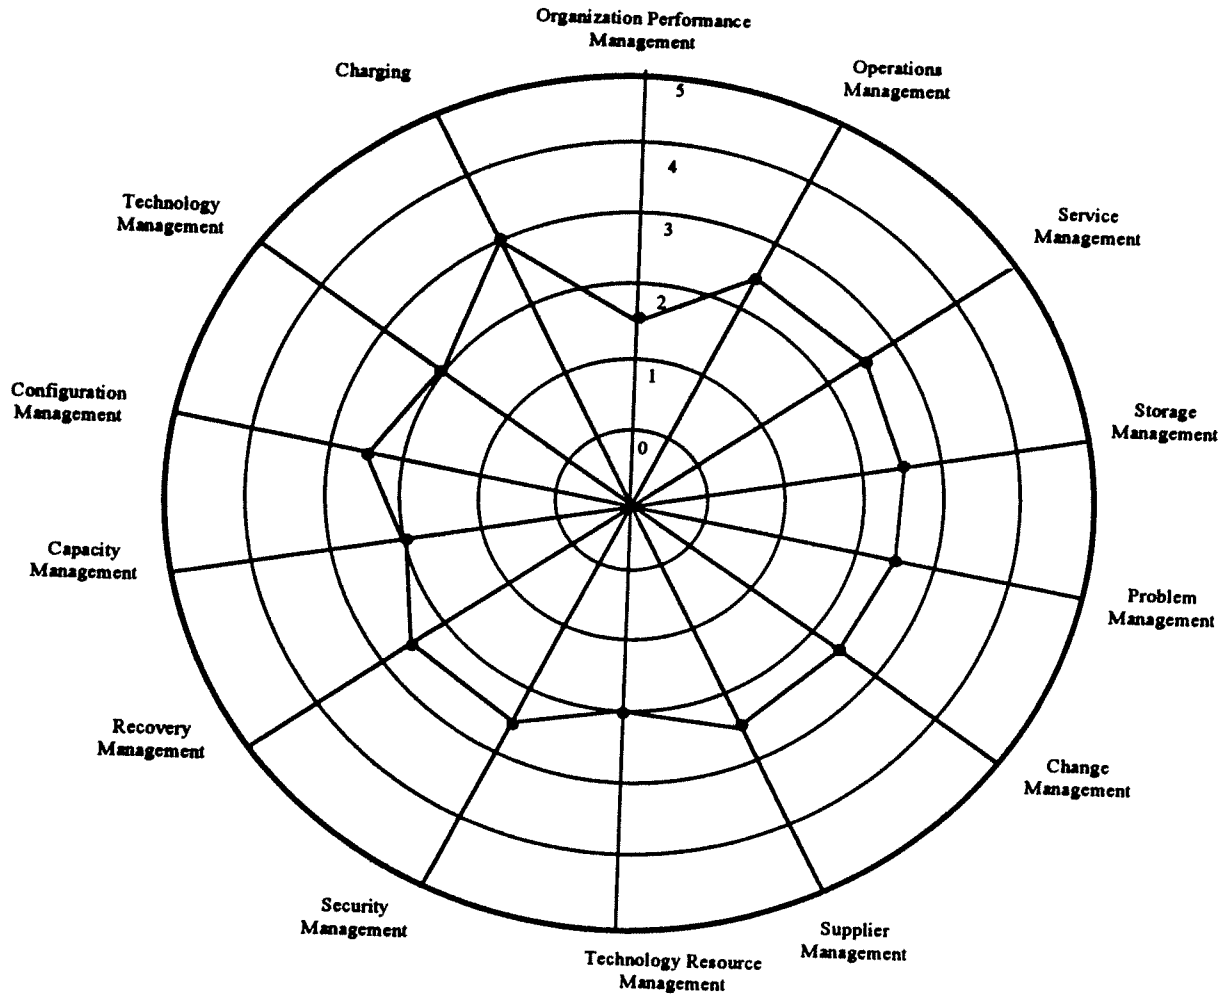 Organization Performance
Management
Charging
Operations
Management
5
4
3
2
1
0
Technology
Management
Service
Management
Configuration
Management
Storage
Management
Capacity
Management
Problem
Management
Recovery
Management
Change
Management
Security
Management
Supplier
Management
Technology Resource
Management